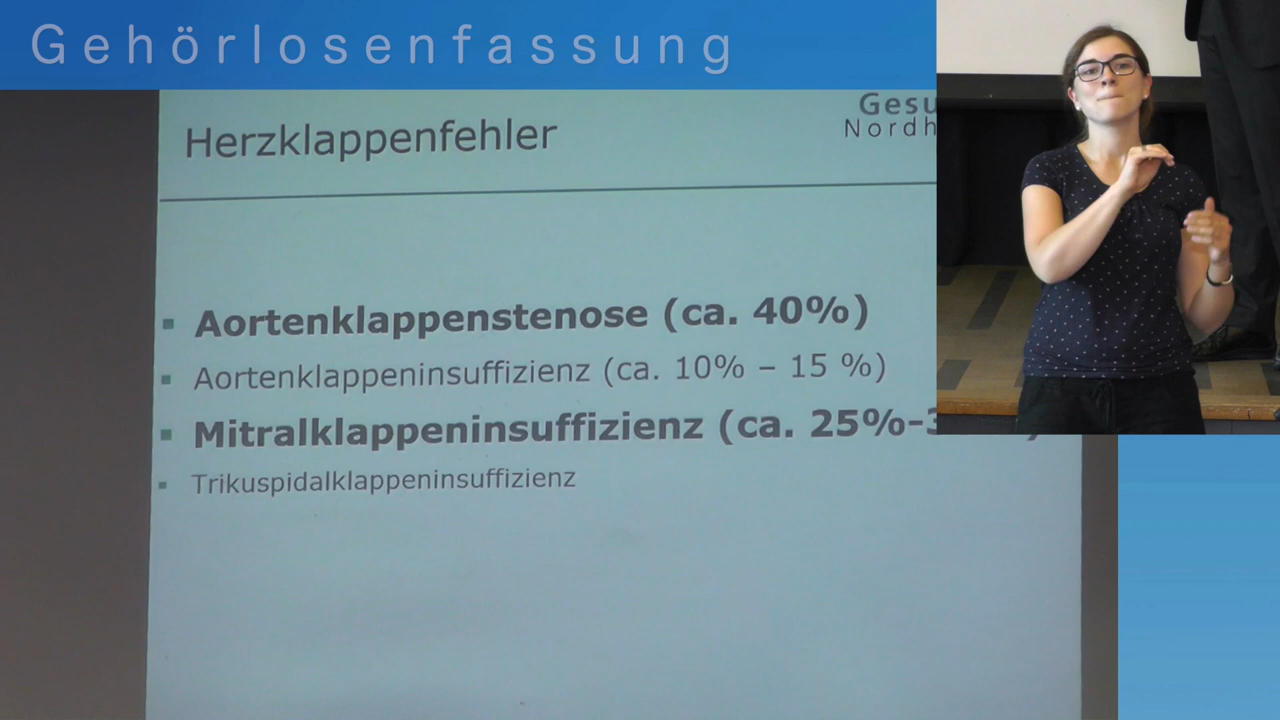 Gehörlosenfassung
Gesu
Nordh
Herzklappenfehler
▪ Aortenklappenstenose (ca. 40%)
▪ Aortenklappeninsuffizienz (ca. 10% – 15 %)
▪ Mitralklappeninsuffizienz (ca. 25%-3
▪ Trikuspidalklappeninsuffizienz